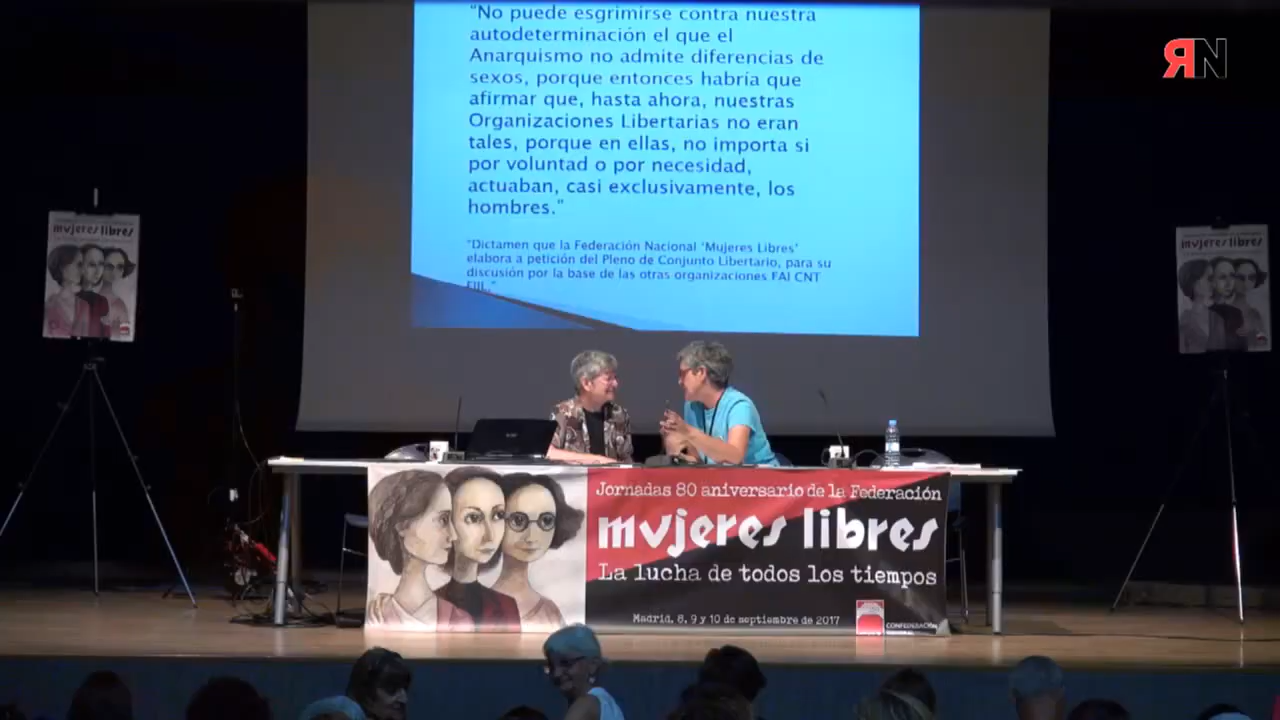 "No puede esgrimirse contra nuestra
autodeterminación el que el
Anarquismo no admite diferencias de
sexos, porque entonces habría que
afirmar que, hasta ahora, nuestras
Organizaciones Libertarias no eran
tales, porque en ellas, no importa si
por voluntad o por necesidad,
actuaban, casi exclusivamente, los
hombres."
"Dictamen que la Federación Nacional 'Mujeres Libres'
elabora a petición del Pleno de Conjunto Libertario, para su
discusión por la base de las otras organizaciones FAI CNT
FIJL."
RN
mujeres libres
mujeres libres
Jornadas 80 aniversario de la Federación
mujeres libres
La lucha de todos los tiempos
Madrid, 8, 9 y 10 de septiembre de 2017
CONFEDERACIÓN
GENERAL